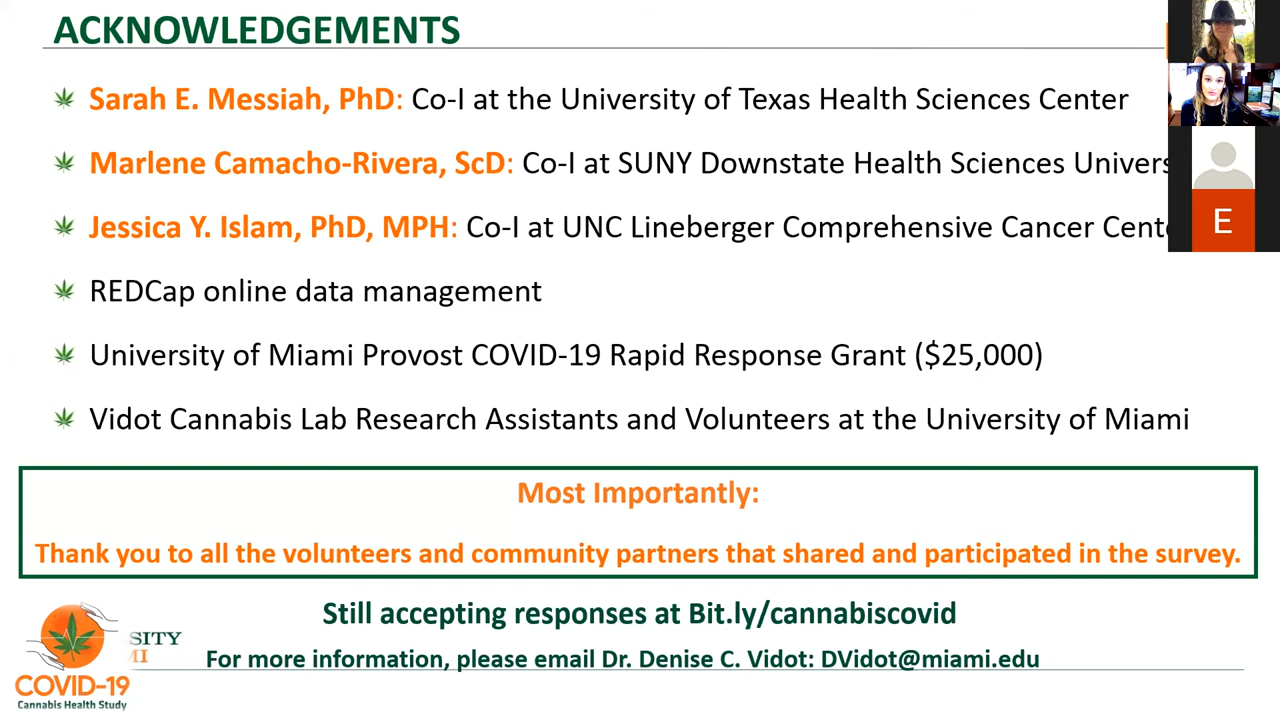 ACKNOWLEDGEMENTS
Sarah E. Messiah, PhD: Co-I at the University of Texas Health Sciences Center
Marlene Camacho-Rivera, ScD: Co-I at SUNY Downstate Health Sciences Univers
Jessica Y. Islam, PhD, MPH: Co-I at UNC Lineberger Comprehensive Cancer Cente
E
REDCap online data management
University of Miami Provost COVID-19 Rapid Response Grant ($25,000)
Vidot Cannabis Lab Research Assistants and Volunteers at the University of Miami
Most Importantly:
Thank you to all the volunteers and community partners that shared and participated in the survey.
Still accepting responses at Bit.ly/cannabiscovid
For more information, please email Dr. Denise C. Vidot: DVidot@miami.edu
SITY
MI
COVID-19
Cannabis Health Study